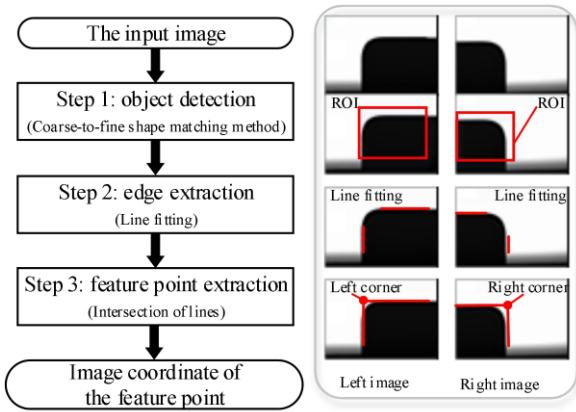 The input image
Step 1: object detection
(Coarse-to-fine shape matching method)
Step 2: edge extraction
(Line fitting)
Step 3: feature point extraction
(Intersection of lines)
Image coordinate of
the feature point
ROI
ROI
Line fitting
Line fitting
Left corner
Right corner
Left image
Right image